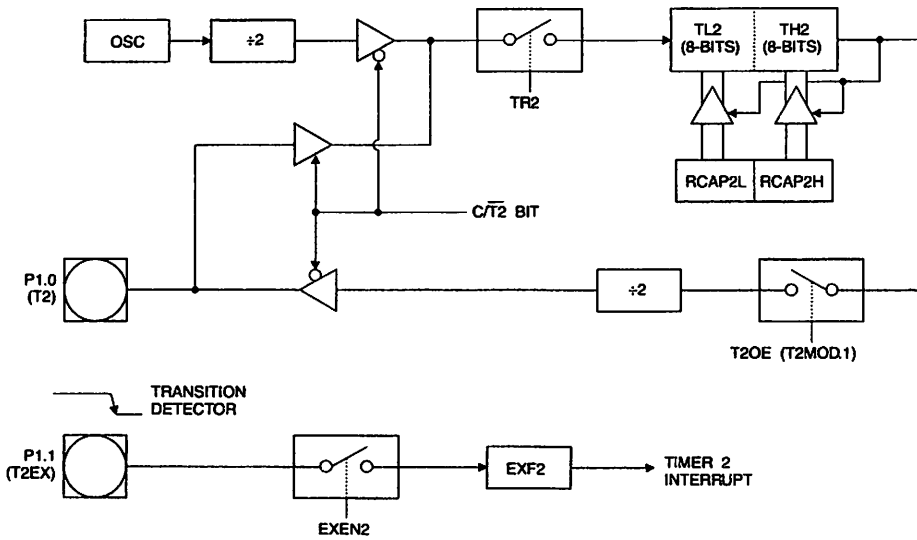 OSC
÷2
TR2
TL2
(8-BITS)
TH2
(8-BITS)
RCAP2L
RCAP2H
C/T̅2̅ BIT
P1.0
(T2)
÷2
T2OE (T2MOD.1)
TRANSITION
DETECTOR
P1.1
(T2EX)
EXEN2
EXF2
TIMER 2
INTERRUPT